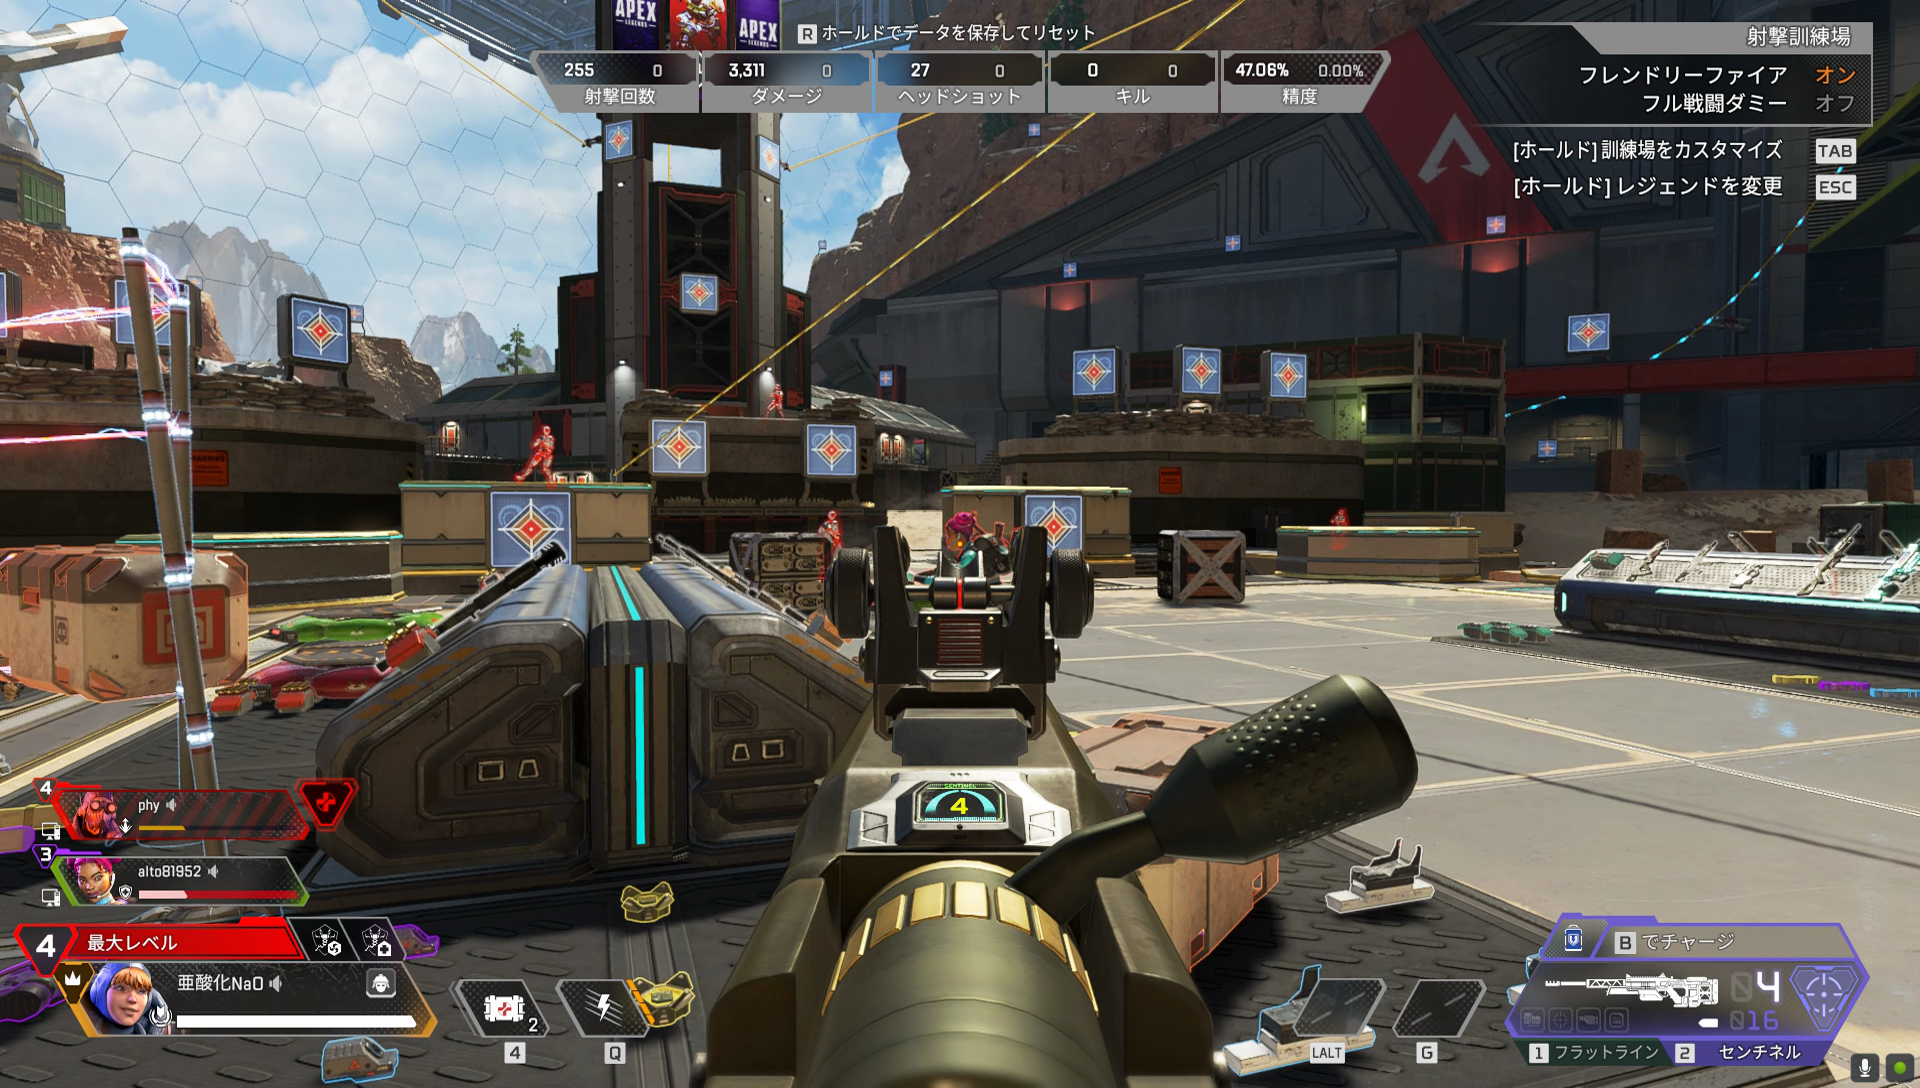 APEX
LEGENDS
APEX
LEGENDS
R ホールドでデータを保存してリセット
255 0
射撃回数
3,311 0
ダメージ
27 0
ヘッドショット
0 0
キル
47.06% 0.00%
精度
射撃訓練場
フレンドリーファイア オン
フル戦闘ダミー オフ
[ホールド]訓練場をカスタマイズ TAB
[ホールド]レジェンドを変更 ESC
WARNING
SENTINEL
4
4
phy
3
alto81952
4 最大レベル
亜酸化NaO
2
4
Q
LALT
G
B でチャージ
04
016
1 フラットライン
2 センチネル